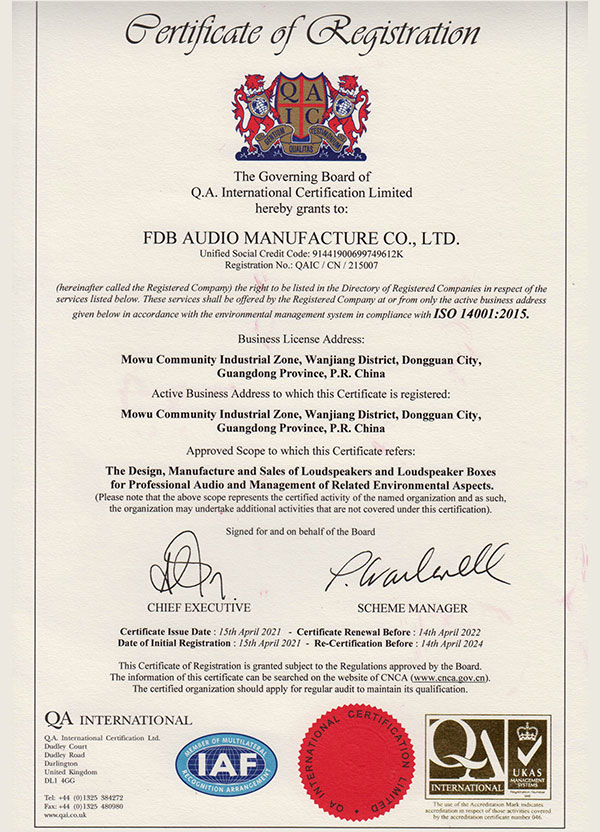 Certificate of Registration
Q A
I C
QUALITAS
The Governing Board of
Q.A. International Certification Limited
hereby grants to:
FDB AUDIO MANUFACTURE CO., LTD.
Unified Social Credit Code: 91441900699749612K
Registration No.: QAIC / CN / 215007
(hereinafter called the Registered Company) the right to be listed in the Directory of Registered Companies in respect of the
services listed below. These services shall be offered by the Registered Company at or from only the active business address
given below in accordance with the environmental management system in compliance with ISO 14001:2015.
Business License Address:
Mowu Community Industrial Zone, Wanjiang District, Dongguan City,
Guangdong Province, P.R. China
Active Business Address to which this Certificate is registered:
Mowu Community Industrial Zone, Wanjiang District, Dongguan City,
Guangdong Province, P.R. China
Approved Scope to which this Certificate refers:
The Design, Manufacture and Sales of Loudspeakers and Loudspeaker Boxes
for Professional Audio and Management of Related Environmental Aspects.
(Please note that the above scope represents the certified activity of the named organization and as such,
the organization may undertake additional activities that are not covered under this certification).
Signed for and on behalf of the Board
CHIEF EXECUTIVE
SCHEME MANAGER
Certificate Issue Date : 15th April 2021 - Certificate Renewal Before : 14th April 2022
Date of Initial Registration : 15th April 2021 - Re-Certification Before : 14th April 2024
This Certificate of Registration is granted subject to the Regulations approved by the Board.
The information of this certificate can be searched on the website of CNCA (www.cnca.gov.cn).
The certified organization should apply for regular audit to maintain its qualification.
QA INTERNATIONAL
Q.A. International Certification Ltd.
Dudley Court
Dudley Road
Darlington
United Kingdom
DL1 4GG
Tel: +44 (0)1325 384272
Fax: +44 (0)1325 480980
www.qai.co.uk
MEMBER OF MULTILATERAL
IAF
RECOGNITION ARRANGEMENT
QA INTERNATIONAL CERTIFICATION LIMITED
QA
INTERNATIONAL
UKAS
MANAGEMENT
SYSTEMS
The use of the Accreditation Mark indicates
accreditation in respect of those activities covered
by the accreditation certificate number 046.